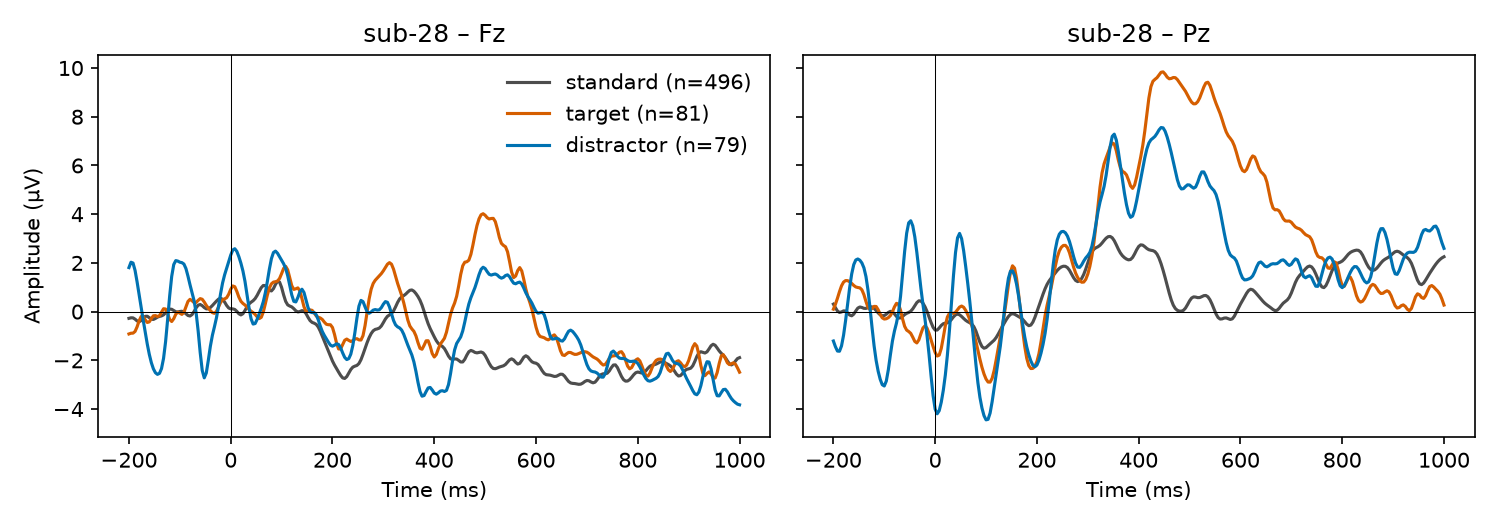 sub-28 – Fz
sub-28 – Pz
Amplitude (µV)
10
8
6
4
2
0
−2
−4
standard (n=496)
target (n=81)
distractor (n=79)
−200 0 200 400 600 800 1000
−200 0 200 400 600 800 1000
Time (ms)
Time (ms)